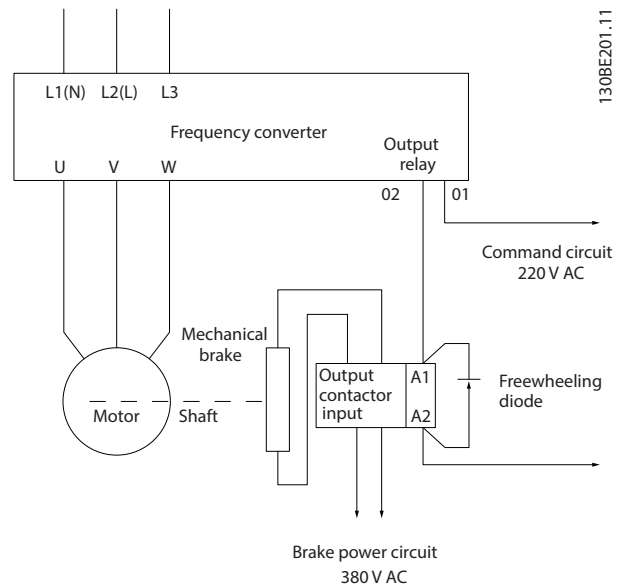 130BE201.11
L1(N) L2(L) L3
Frequency converter
Output
relay
U V W
02 01
Command circuit
220 V AC
Mechanical
brake
Output
contactor
input
A1
A2
Freewheeling
diode
Motor Shaft
Brake power circuit
380 V AC